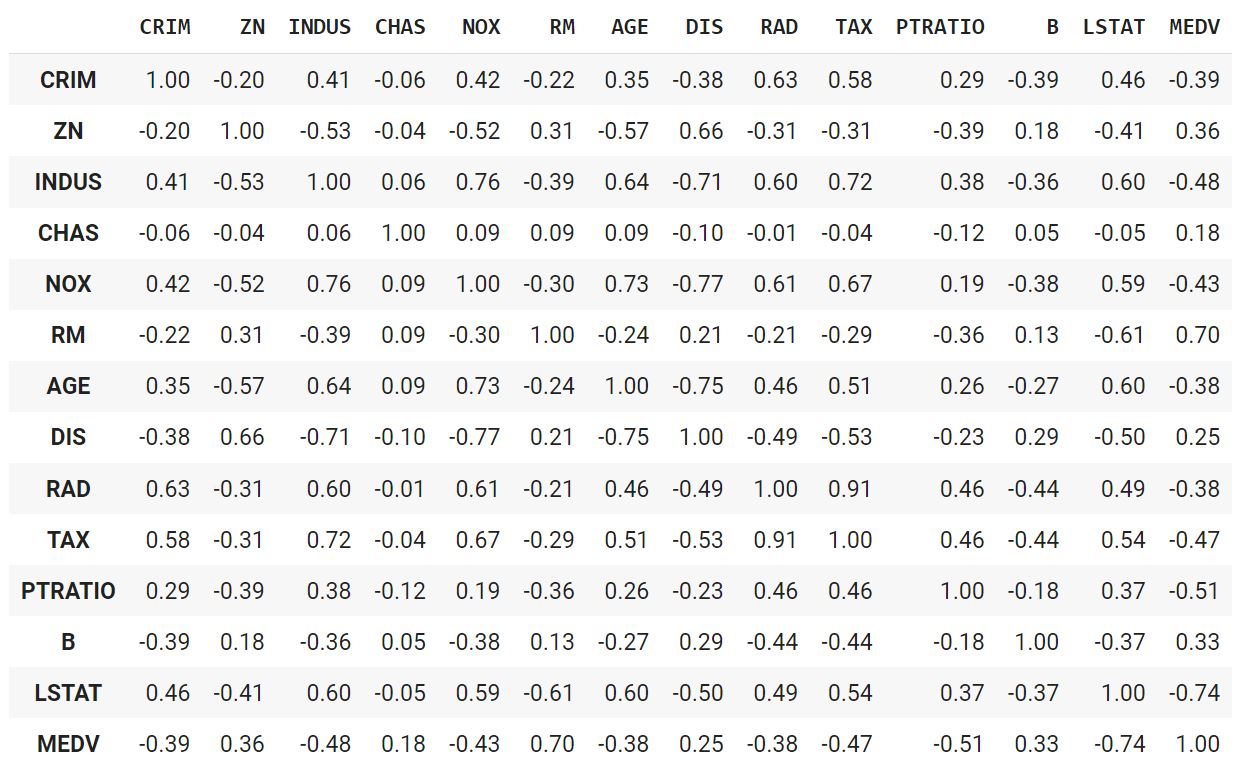 CRIM ZN INDUS CHAS NOX RM AGE DIS RAD TAX PTRATIO B LSTAT MEDV
CRIM 1.00 -0.20 0.41 -0.06 0.42 -0.22 0.35 -0.38 0.63 0.58 0.29 -0.39 0.46 -0.39
ZN -0.20 1.00 -0.53 -0.04 -0.52 0.31 -0.57 0.66 -0.31 -0.31 -0.39 0.18 -0.41 0.36
INDUS 0.41 -0.53 1.00 0.06 0.76 -0.39 0.64 -0.71 0.60 0.72 0.38 -0.36 0.60 -0.48
CHAS -0.06 -0.04 0.06 1.00 0.09 0.09 0.09 -0.10 -0.01 -0.04 -0.12 0.05 -0.05 0.18
NOX 0.42 -0.52 0.76 0.09 1.00 -0.30 0.73 -0.77 0.61 0.67 0.19 -0.38 0.59 -0.43
RM -0.22 0.31 -0.39 0.09 -0.30 1.00 -0.24 0.21 -0.21 -0.29 -0.36 0.13 -0.61 0.70
AGE 0.35 -0.57 0.64 0.09 0.73 -0.24 1.00 -0.75 0.46 0.51 0.26 -0.27 0.60 -0.38
DIS -0.38 0.66 -0.71 -0.10 -0.77 0.21 -0.75 1.00 -0.49 -0.53 -0.23 0.29 -0.50 0.25
RAD 0.63 -0.31 0.60 -0.01 0.61 -0.21 0.46 -0.49 1.00 0.91 0.46 -0.44 0.49 -0.38
TAX 0.58 -0.31 0.72 -0.04 0.67 -0.29 0.51 -0.53 0.91 1.00 0.46 -0.44 0.54 -0.47
PTRATIO 0.29 -0.39 0.38 -0.12 0.19 -0.36 0.26 -0.23 0.46 0.46 1.00 -0.18 0.37 -0.51
B -0.39 0.18 -0.36 0.05 -0.38 0.13 -0.27 0.29 -0.44 -0.44 -0.18 1.00 -0.37 0.33
LSTAT 0.46 -0.41 0.60 -0.05 0.59 -0.61 0.60 -0.50 0.49 0.54 0.37 -0.37 1.00 -0.74
MEDV -0.39 0.36 -0.48 0.18 -0.43 0.70 -0.38 0.25 -0.38 -0.47 -0.51 0.33 -0.74 1.00